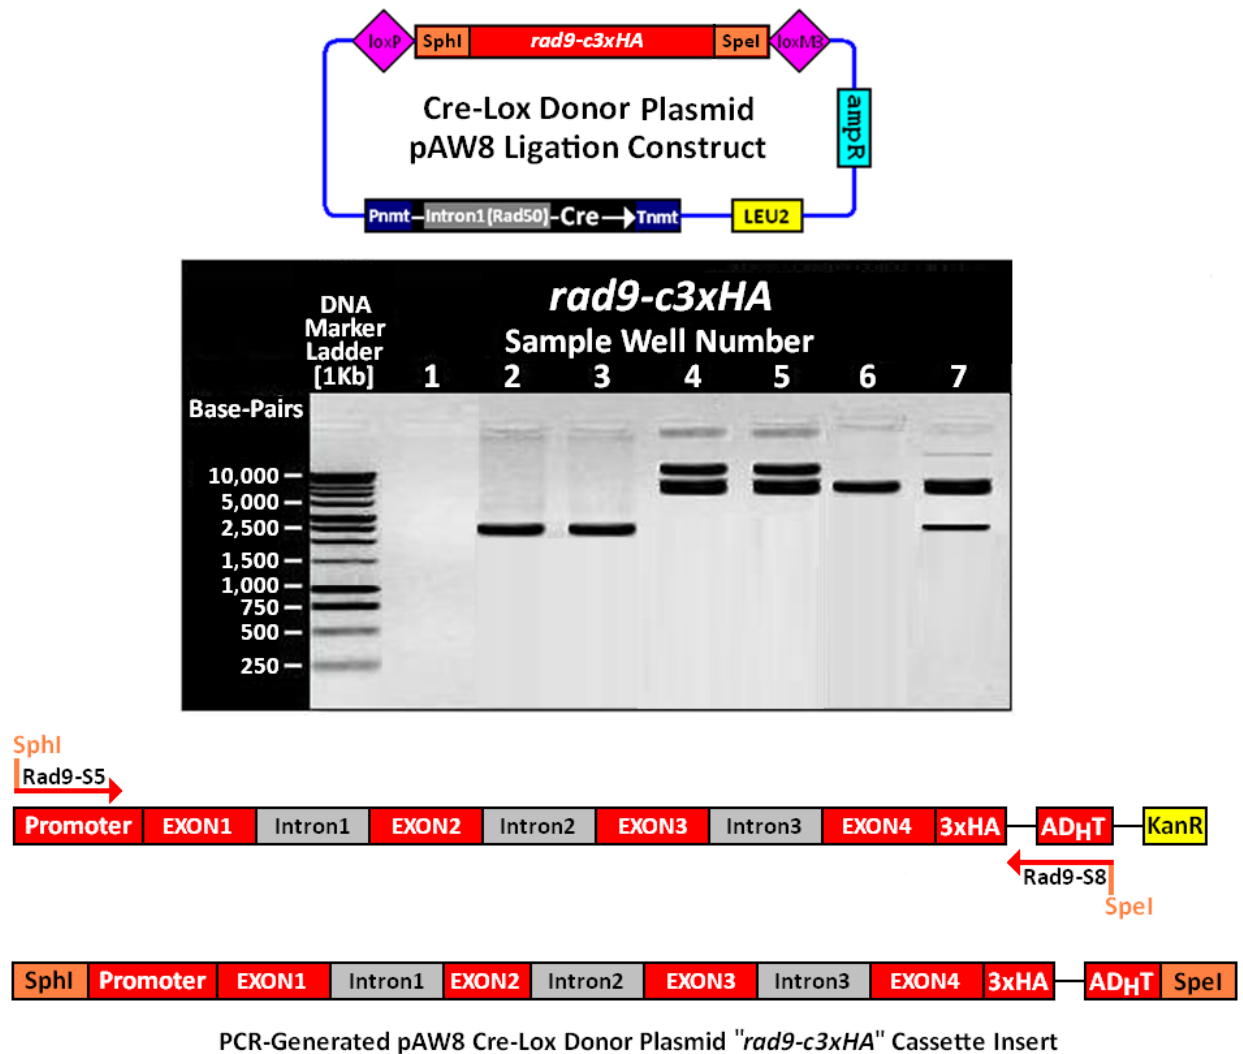 loxP SphI rad9-c3xHA SpeI loxM3
Cre-Lox Donor Plasmid
pAW8 Ligation Construct
ampR
Pnmt Intron1(Rad50) Cre Tnmt LEU2
rad9-c3xHA
Sample Well Number
DNA
Marker
Ladder
[1Kb] 1 2 3 4 5 6 7
Base-Pairs
10,000
5,000
2,500
1,500
1,000
750
500
250
SphI
Rad9-S5
Promoter EXON1 Intron1 EXON2 Intron2 EXON3 Intron3 EXON4 3xHA ADHT KanR
Rad9-S8
SpeI
SphI Promoter EXON1 Intron1 EXON2 Intron2 EXON3 Intron3 EXON4 3xHA ADHT SpeI
PCR-Generated pAW8 Cre-Lox Donor Plasmid "rad9-c3xHA" Cassette Insert